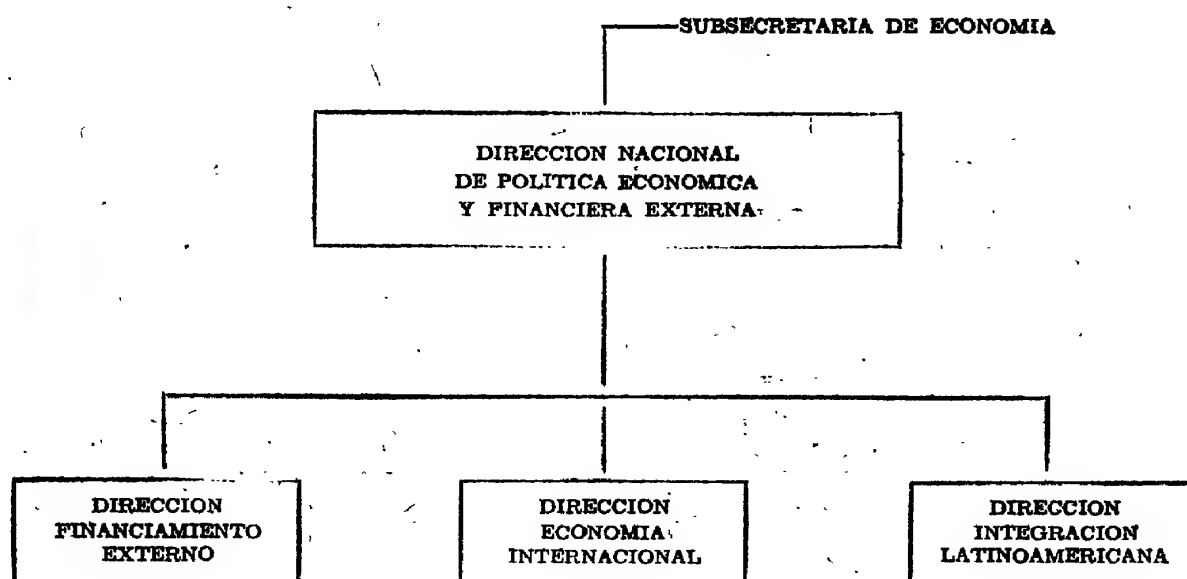 SUBSECRETARIA DE ECONOMIA
DIRECCION NACIONAL
DE POLITICA ECONOMICA
Y FINANCIERA EXTERNA
DIRECCION
FINANCIAMIENTO
EXTERNO
DIRECCION
ECONOMIA
INTERNACIONAL
DIRECCION
INTEGRACION
LATINOAMERICANA